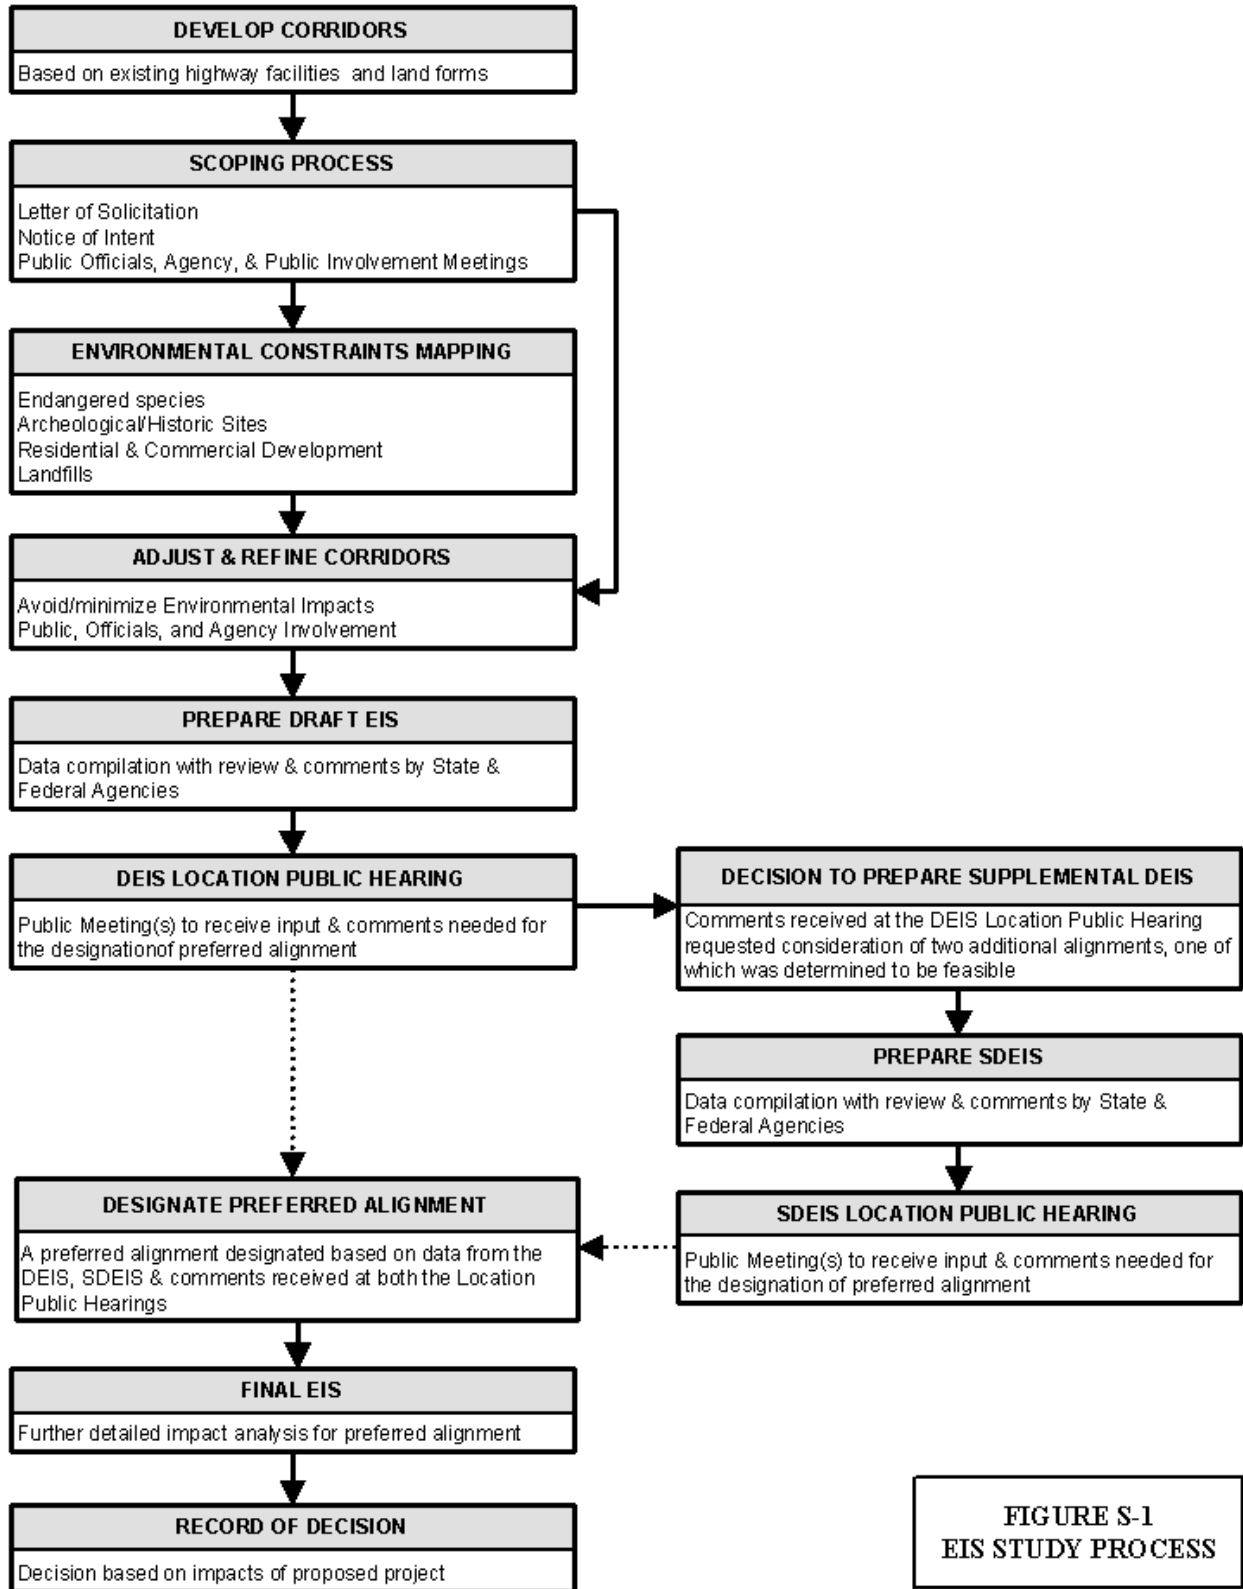 DEVELOP CORRIDORS
Based on existing highway facilities and land forms
SCOPING PROCESS
Letter of Solicitation
Notice of Intent
Public Officials, Agency, & Public Involvement Meetings
ENVIRONMENTAL CONSTRAINTS MAPPING
Endangered species
Archeological/Historic Sites
Residential & Commercial Development
Landfills
ADJUST & REFINE CORRIDORS
Avoid/minimize Environmental Impacts
Public, Officials, and Agency Involvement
PREPARE DRAFT EIS
Data compilation with review & comments by State &
Federal Agencies
DEIS LOCATION PUBLIC HEARING
Public Meeting(s) to receive input & comments needed for
the designationof preferred alignment
DECISION TO PREPARE SUPPLEMENTAL DEIS
Comments received at the DEIS Location Public Hearing
requested consideration of two additional alignments, one of
which was determined to be feasible
PREPARE SDEIS
Data compilation with review & comments by State &
Federal Agencies
SDEIS LOCATION PUBLIC HEARING
Public Meeting(s) to receive input & comments needed for
the designation of preferred alignment
DESIGNATE PREFERRED ALIGNMENT
A preferred alignment designated based on data from the
DEIS, SDEIS & comments received at both the Location
Public Hearings
FINAL EIS
Further detailed impact analysis for preferred alignment
RECORD OF DECISION
Decision based on impacts of proposed project
FIGURE S-1
EIS STUDY PROCESS